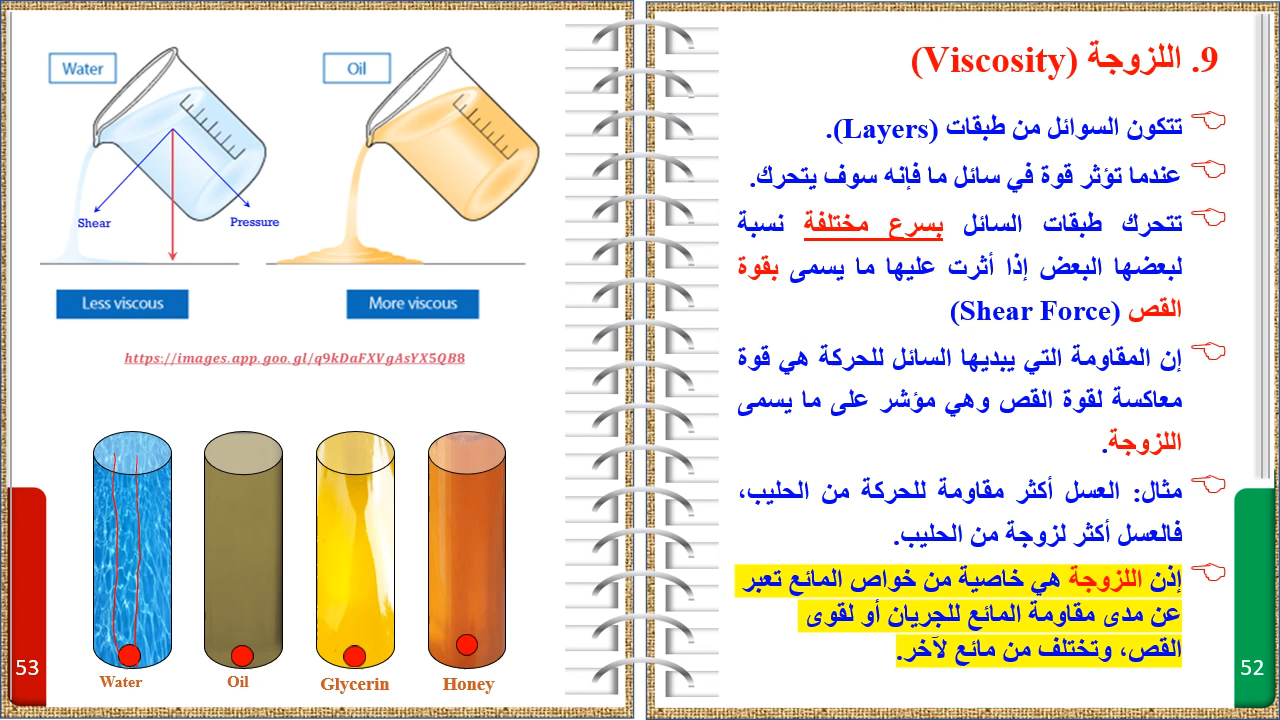 9. اللزوجة (Viscosity)
تتكون السوائل من طبقات (Layers).
عندما تؤثر قوة في سائل ما فإنه سوف يتحرك.
تتحرك طبقات السائل بسرع مختلفة نسبة
لبعضها البعض إذا أثرت عليها ما يسمى بقوة
القص (Shear Force)
إن المقاومة التي يبديها السائل للحركة هي قوة
معاكسة لقوة القص وهي مؤشر على ما يسمى
اللزوجة.
مثال: العسل أكثر مقاومة للحركة من الحليب،
فالعسل أكثر لزوجة من الحليب.
إذن اللزوجة هي خاصية من خواص المائع تعبر
عن مدى مقاومة المائع للجريان أو لقوى
القص، وتختلف من مائع لآخر.
52
Water
Oil
Shear
Pressure
Less viscous
More viscous
https://images.app.goo.gl/q9kDaFXVgAsYX5QB8
Water
Oil
Glycerin
Honey
53